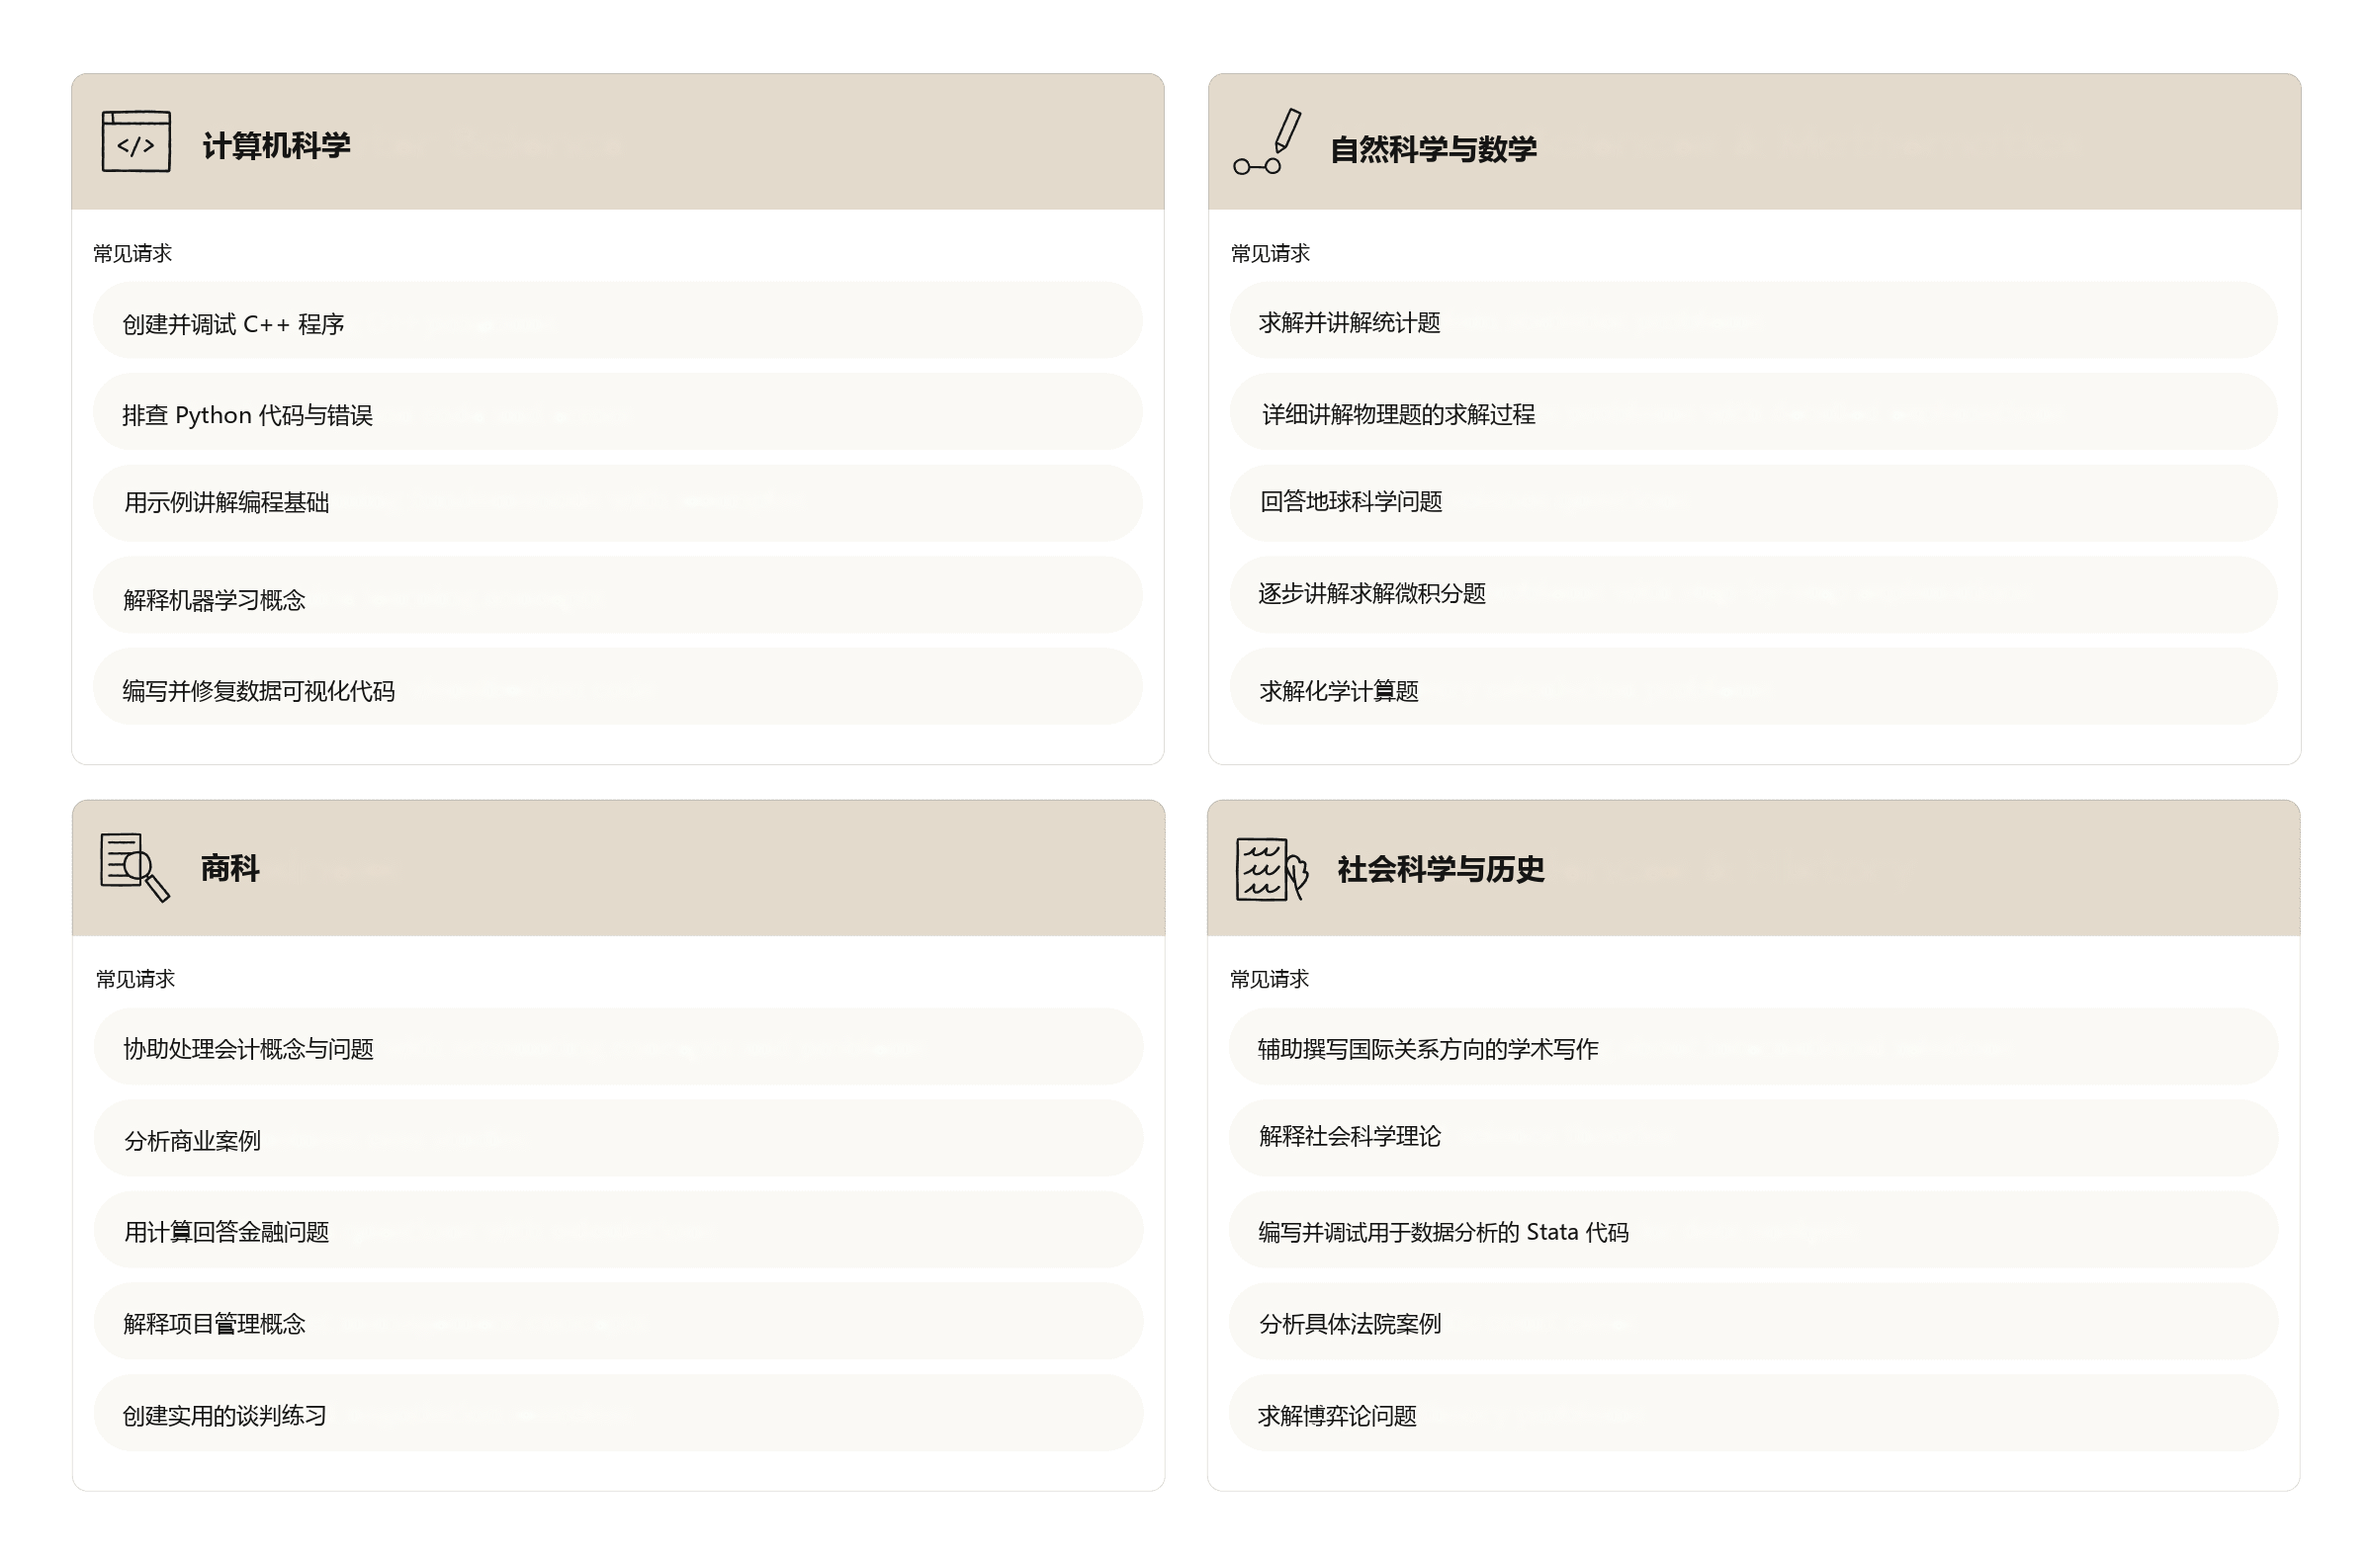 计算机科学
常见请求
创建并调试 C++ 程序
排查 Python 代码与错误
用示例讲解编程基础
解释机器学习概念
编写并修复数据可视化代码
自然科学与数学
常见请求
求解并讲解统计题
详细讲解物理题的求解过程
回答地球科学问题
逐步讲解求解微积分题
求解化学计算题
商科
常见请求
协助处理会计概念与问题
分析商业案例
用计算回答金融问题
解释项目管理概念
创建实用的谈判练习
社会科学与历史
常见请求
辅助撰写国际关系方向的学术写作
解释社会科学理论
编写并调试用于数据分析的 Stata 代码
分析具体法院案例
求解博弈论问题